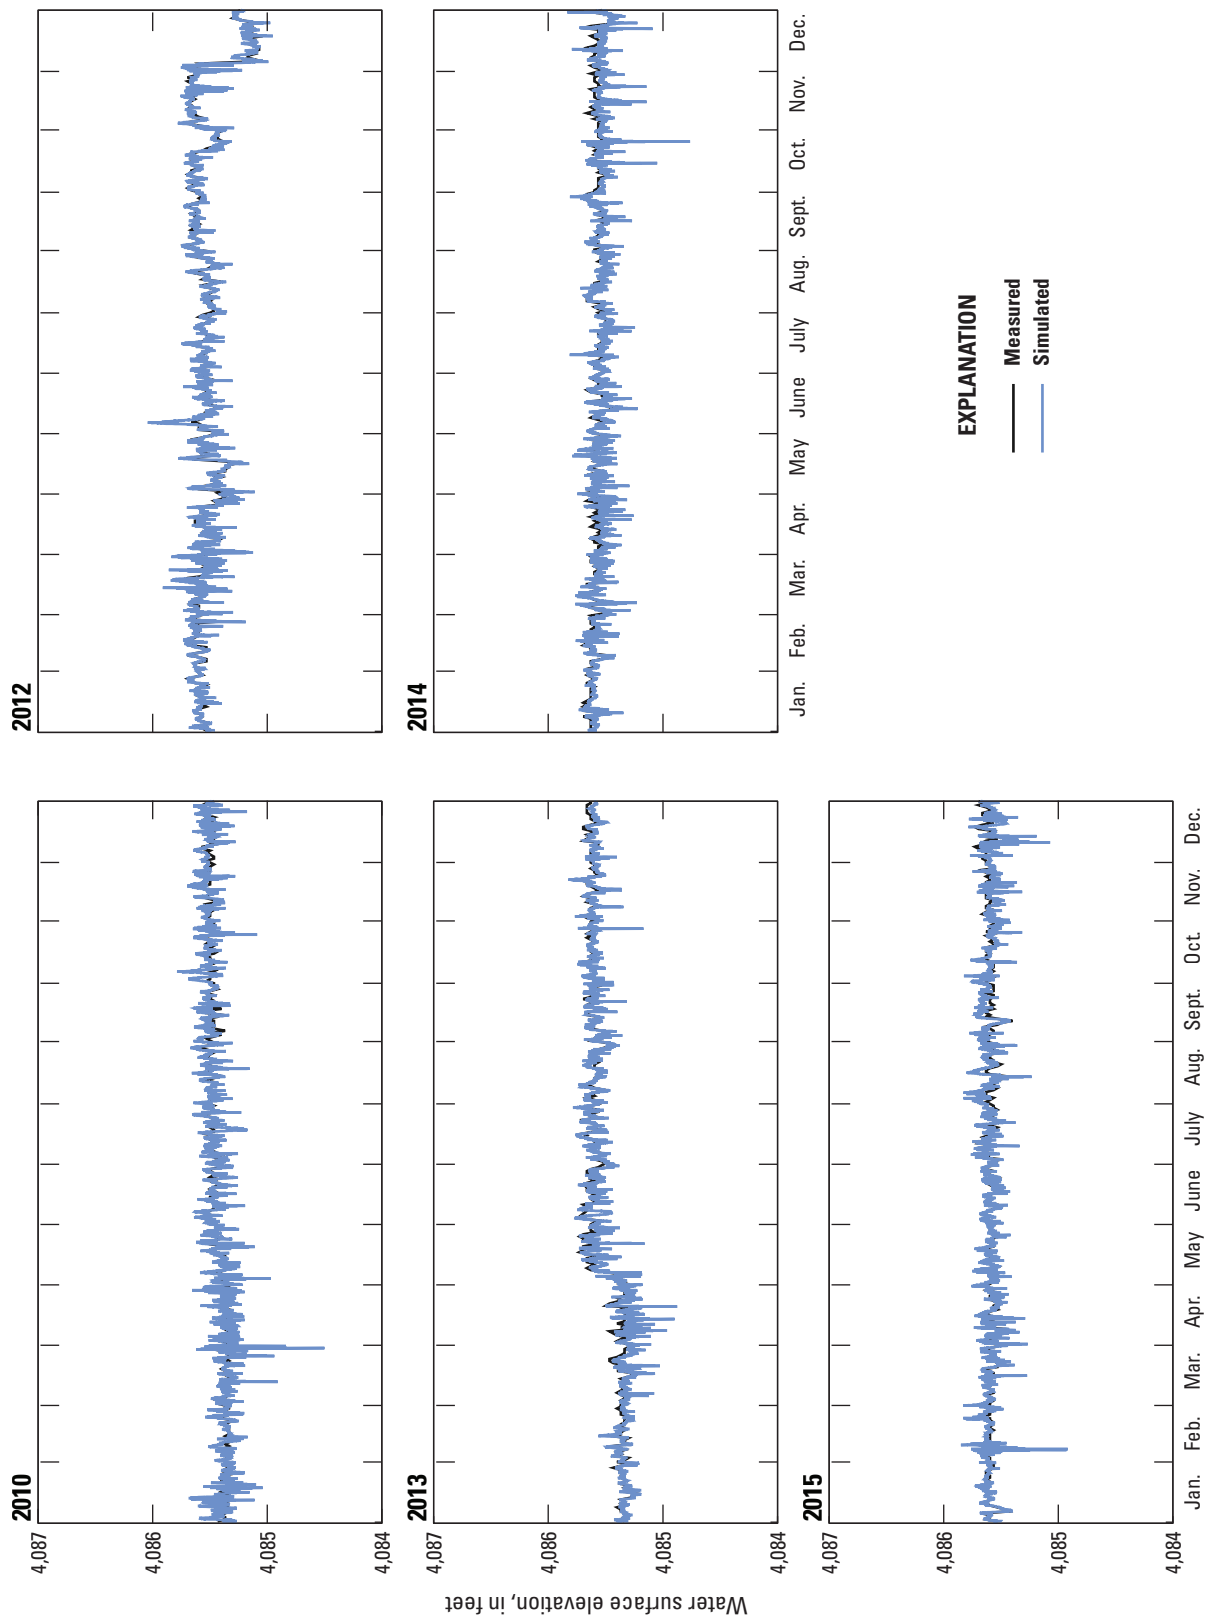 2010
2012
4,087
4,086
4,085
4,084
2013
2014
4,087
4,086
4,085
4,084
Jan. Feb. Mar. Apr. May June July Aug. Sept. Oct. Nov. Dec.
2015
4,087
4,086
4,085
4,084
Jan. Feb. Mar. Apr. May June July Aug. Sept. Oct. Nov. Dec.
Water surface elevation, in feet
EXPLANATION
Measured
Simulated